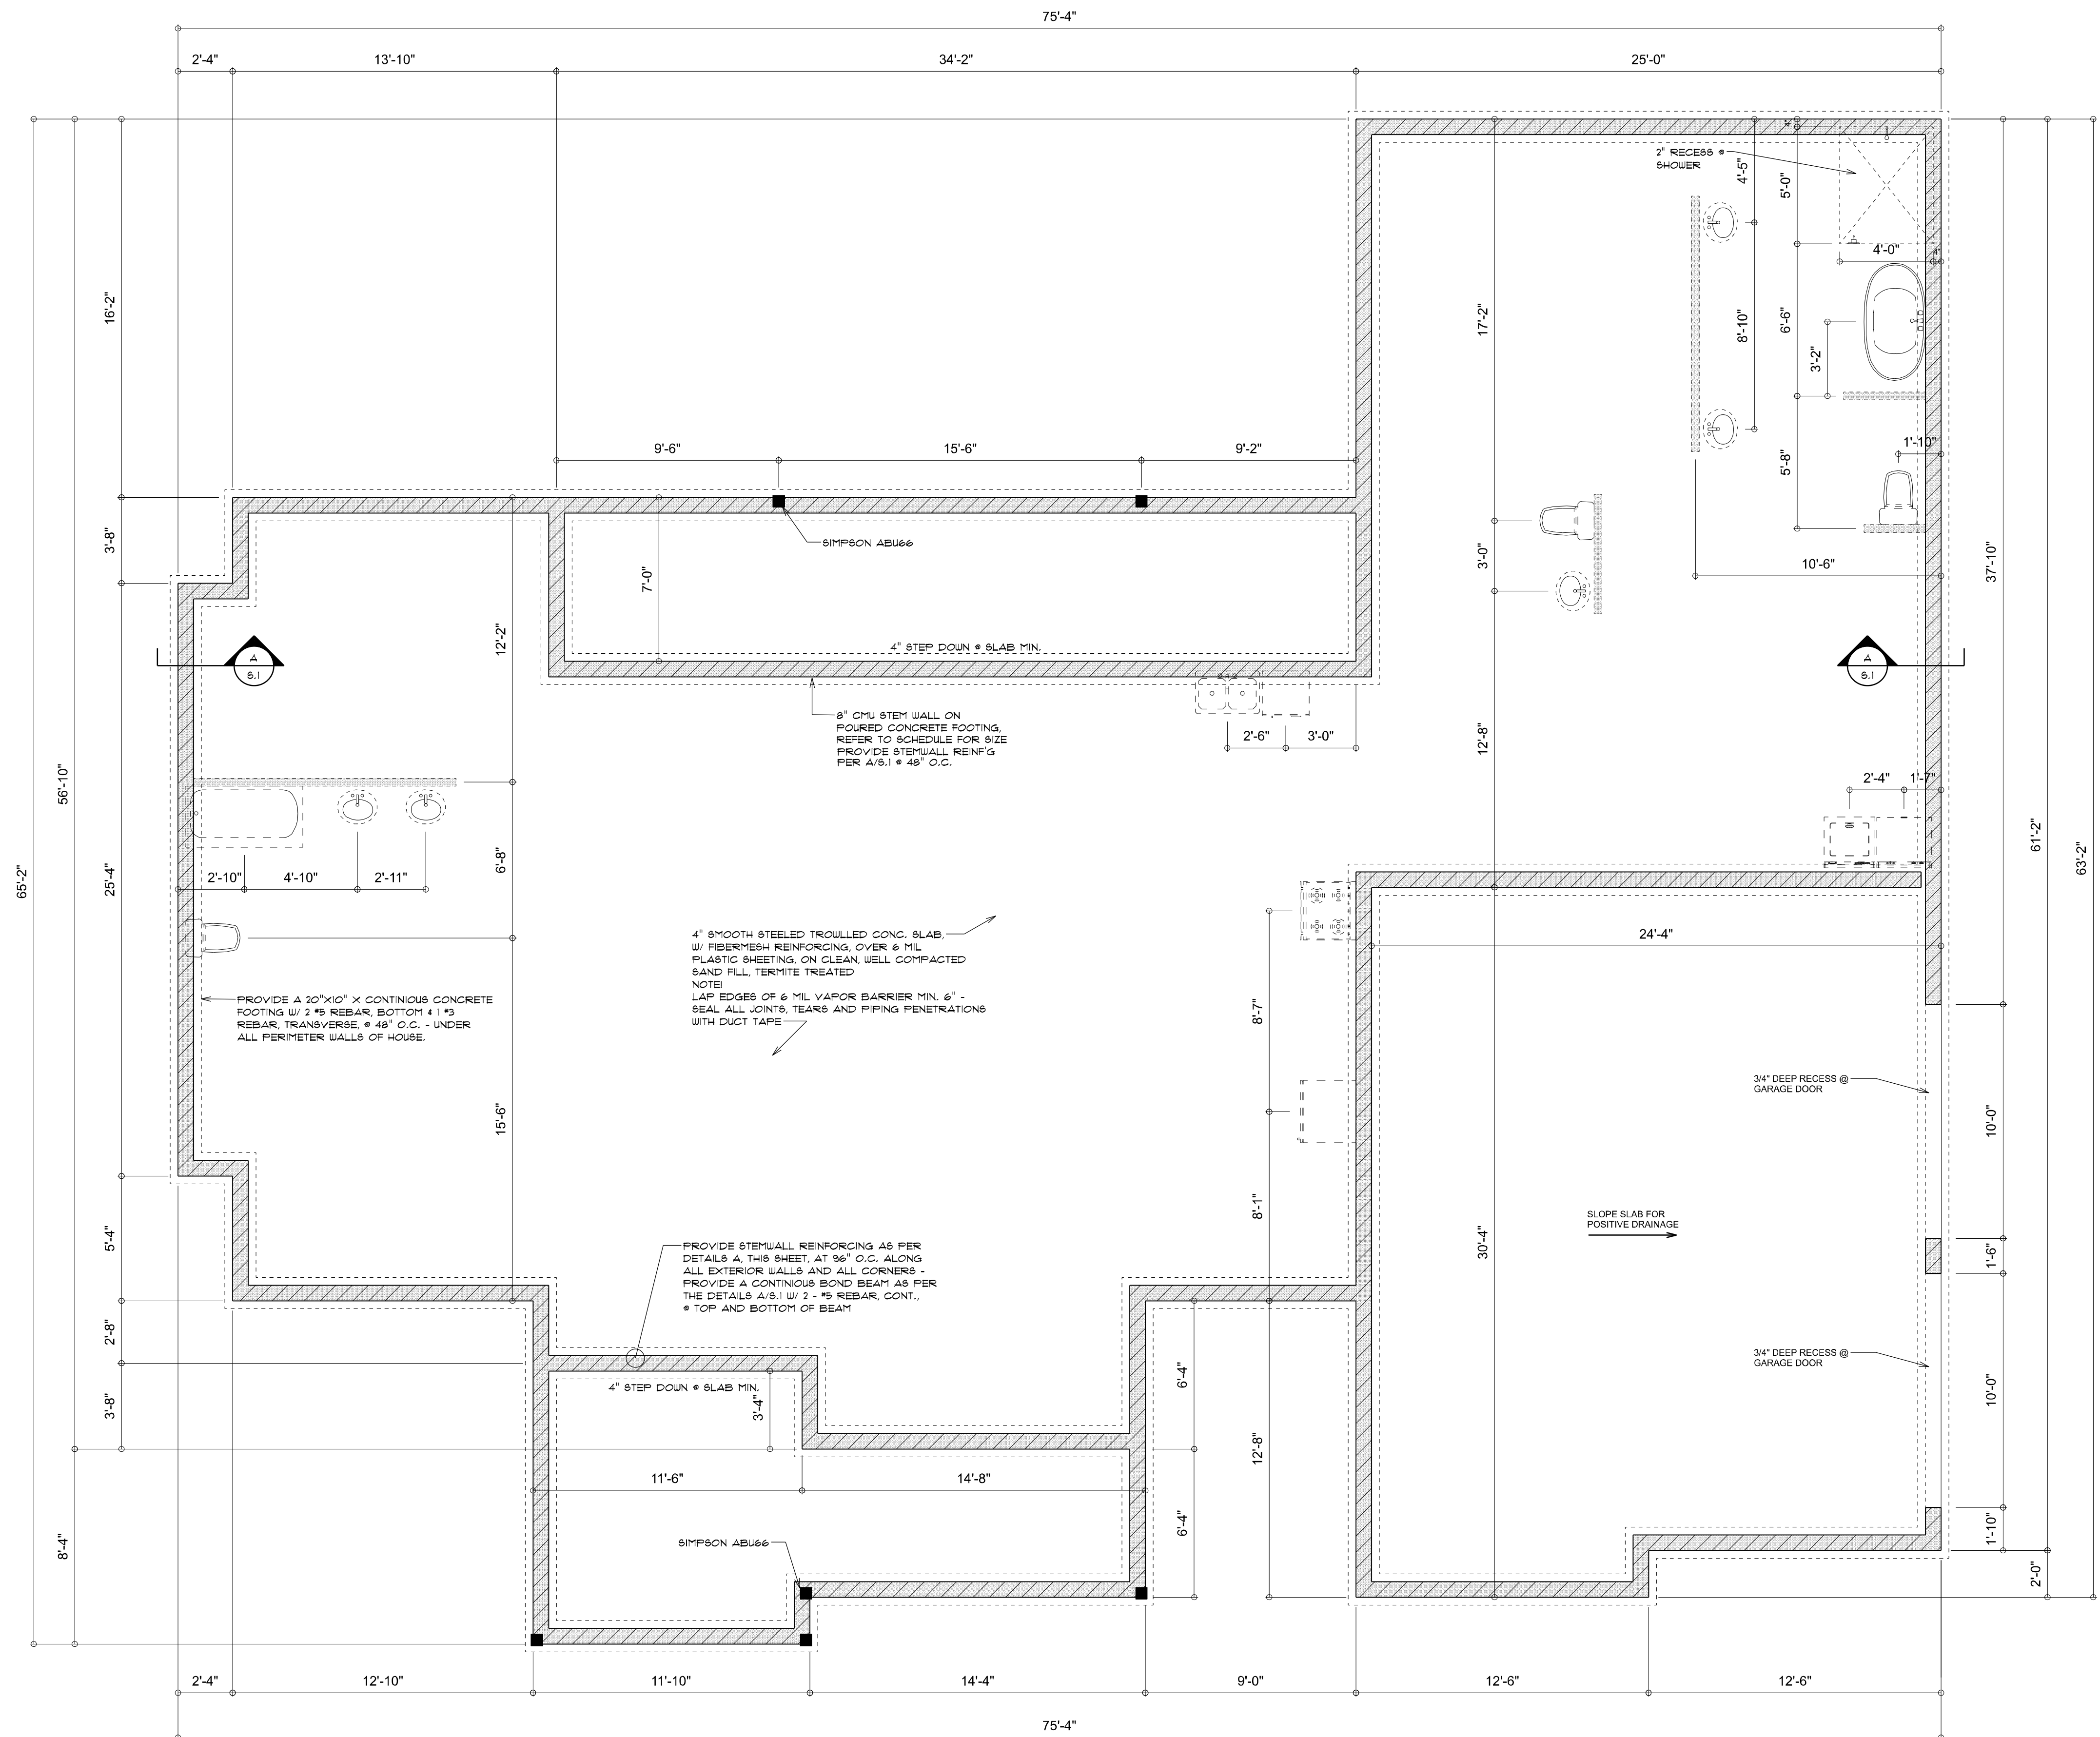 75'-4"
2'-4"
13'-10"
34'-2"
25'-0"
65'-2"
56'-10"
8'-4"
16'-2"
3'-8"
25'-4"
5'-4"
2'-8"
3'-8"
9'-6"
15'-6"
9'-2"
SIMPSON ABU66
7'-0"
4" STEP DOWN @ SLAB MIN.
12'-2"
6'-8"
15'-6"
A
S.1
2'-10"
4'-10"
2'-11"
8" CMU STEM WALL ON
POURED CONCRETE FOOTING,
REFER TO SCHEDULE FOR SIZE
PROVIDE STEMWALL REINF'G
PER A/S.1 @ 48" O.C.
2'-6"
3'-0"
2" RECESS @
SHOWER
4"
4'-5"
5'-0"
4'-0"
4"
8'-10"
6'-6"
3'-2"
5'-8"
1'-10"
10'-6"
17'-2"
3'-0"
12'-8"
A
S.1
2'-4"
1'-7"
37'-10"
61'-2"
63'-2"
PROVIDE A 20"X10" X CONTINIOUS CONCRETE
FOOTING W/ 2 #5 REBAR, BOTTOM & 1 #3
REBAR, TRANSVERSE, @ 48" O.C. - UNDER
ALL PERIMETER WALLS OF HOUSE.
4" SMOOTH STEELED TROWLLED CONC. SLAB,
W/ FIBERMESH REINFORCING, OVER 6 MIL
PLASTIC SHEETING, ON CLEAN, WELL COMPACTED
SAND FILL, TERMITE TREATED
NOTE:
LAP EDGES OF 6 MIL VAPOR BARRIER MIN. 6" -
SEAL ALL JOINTS, TEARS AND PIPING PENETRATIONS
WITH DUCT TAPE
24'-4"
8'-7"
8'-1"
12'-8"
30'-4"
3/4" DEEP RECESS @
GARAGE DOOR
10'-0"
SLOPE SLAB FOR
POSITIVE DRAINAGE
1'-6"
3/4" DEEP RECESS @
GARAGE DOOR
10'-0"
1'-10"
2'-0"
PROVIDE STEMWALL REINFORCING AS PER
DETAILS A, THIS SHEET, AT 96" O.C. ALONG
ALL EXTERIOR WALLS AND ALL CORNERS -
PROVIDE A CONTINIOUS BOND BEAM AS PER
THE DETAILS A/S.1 W/ 2 - #5 REBAR, CONT.,
@ TOP AND BOTTOM OF BEAM
4" STEP DOWN @ SLAB MIN.
3'-4"
6'-4"
11'-6"
14'-8"
6'-4"
SIMPSON ABU66
2'-4"
12'-10"
11'-10"
14'-4"
9'-0"
12'-6"
12'-6"
75'-4"